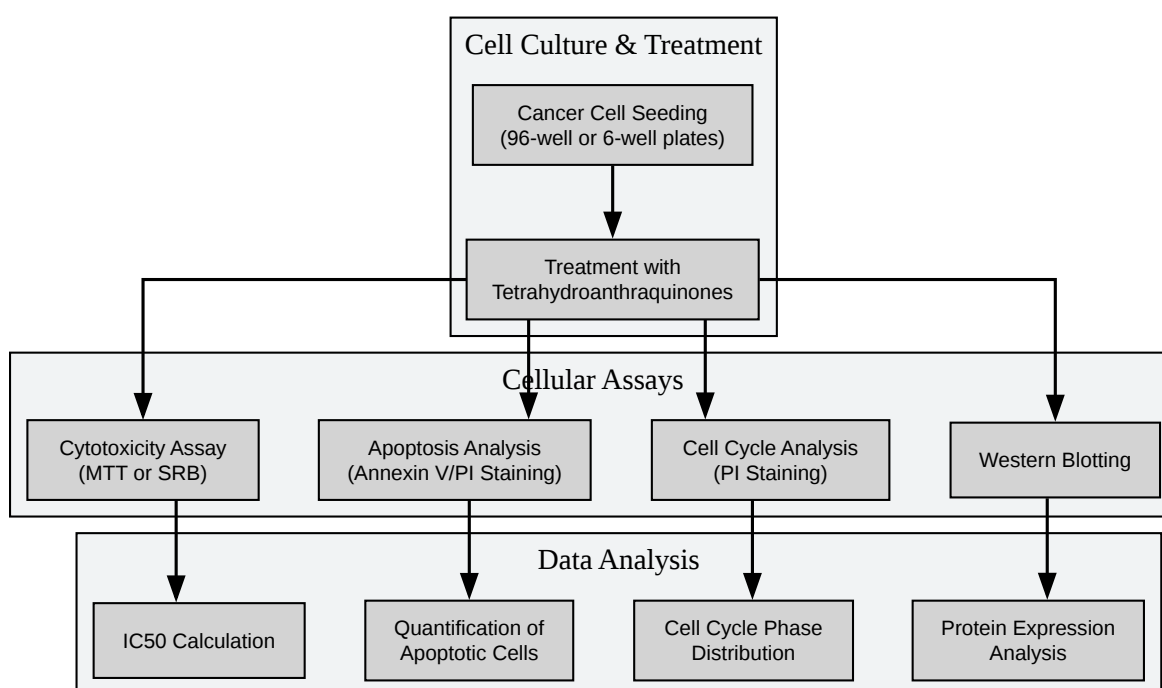 Cell Culture & Treatment
Cancer Cell Seeding
(96-well or 6-well plates)
Treatment with
Tetrahydroanthraquinones
Cellular Assays
Cytotoxicity Assay
(MTT or SRB)
Apoptosis Analysis
(Annexin V/PI Staining)
Cell Cycle Analysis
(PI Staining)
Western Blotting
Data Analysis
IC50 Calculation
Quantification of
Apoptotic Cells
Cell Cycle Phase
Distribution
Protein Expression
Analysis